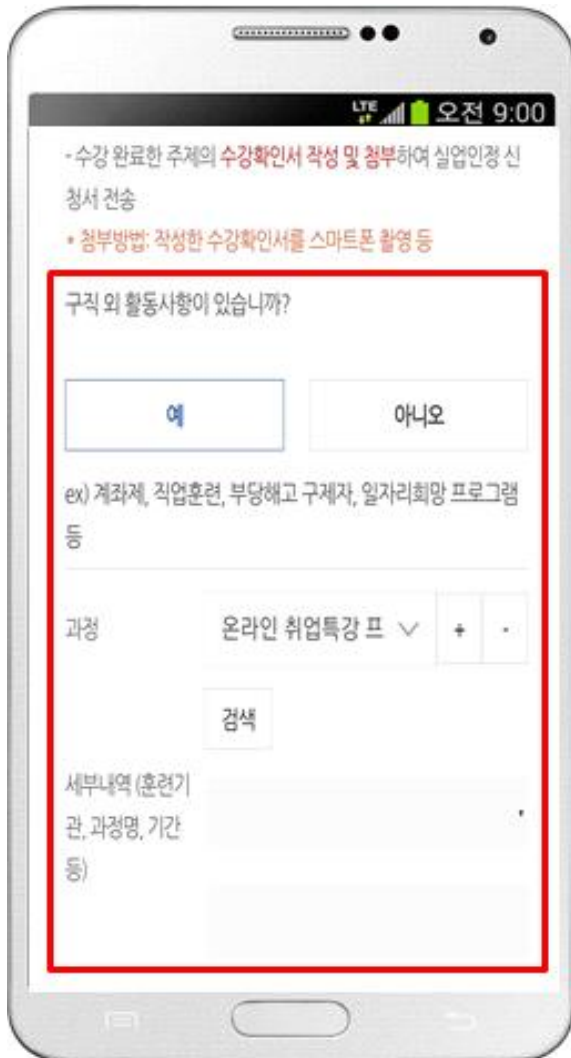 LTE 오전 9:00
- 수강 완료한 주제의 수강확인서 작성 및 첨부하여 실업인정 신
청서 전송
* 첨부방법: 작성한 수강확인서를 스마트폰 촬영 등
구직 외 활동사항이 있습니까?
예 아니오
ex) 계좌제, 직업훈련, 부당해고 구제자, 일자리희망 프로그램
등
과정 온라인 취업특강 프 + -
검색
세부내역 (훈련기
관, 과정명, 기간
등)